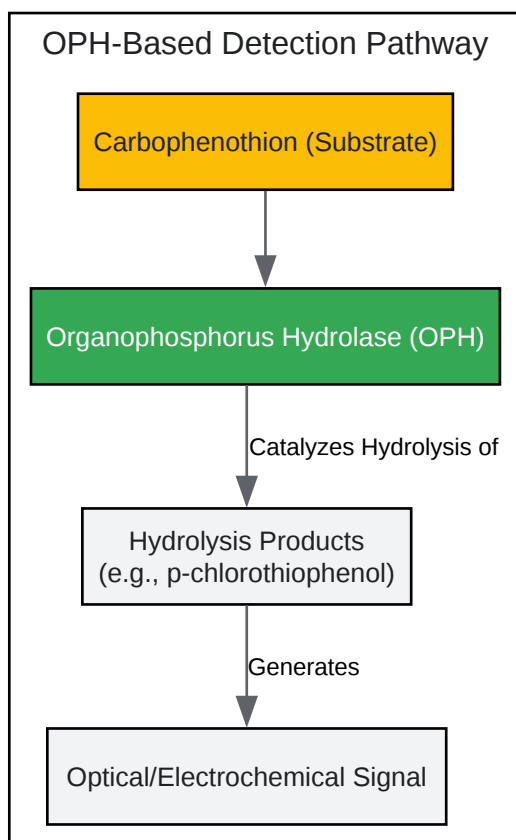 OPH-Based Detection Pathway
Carbophenothion (Substrate)
Organophosphorus Hydrolase (OPH)
Catalyzes Hydrolysis of
Hydrolysis Products
(e.g., p-chlorothiophenol)
Generates
Optical/Electrochemical Signal